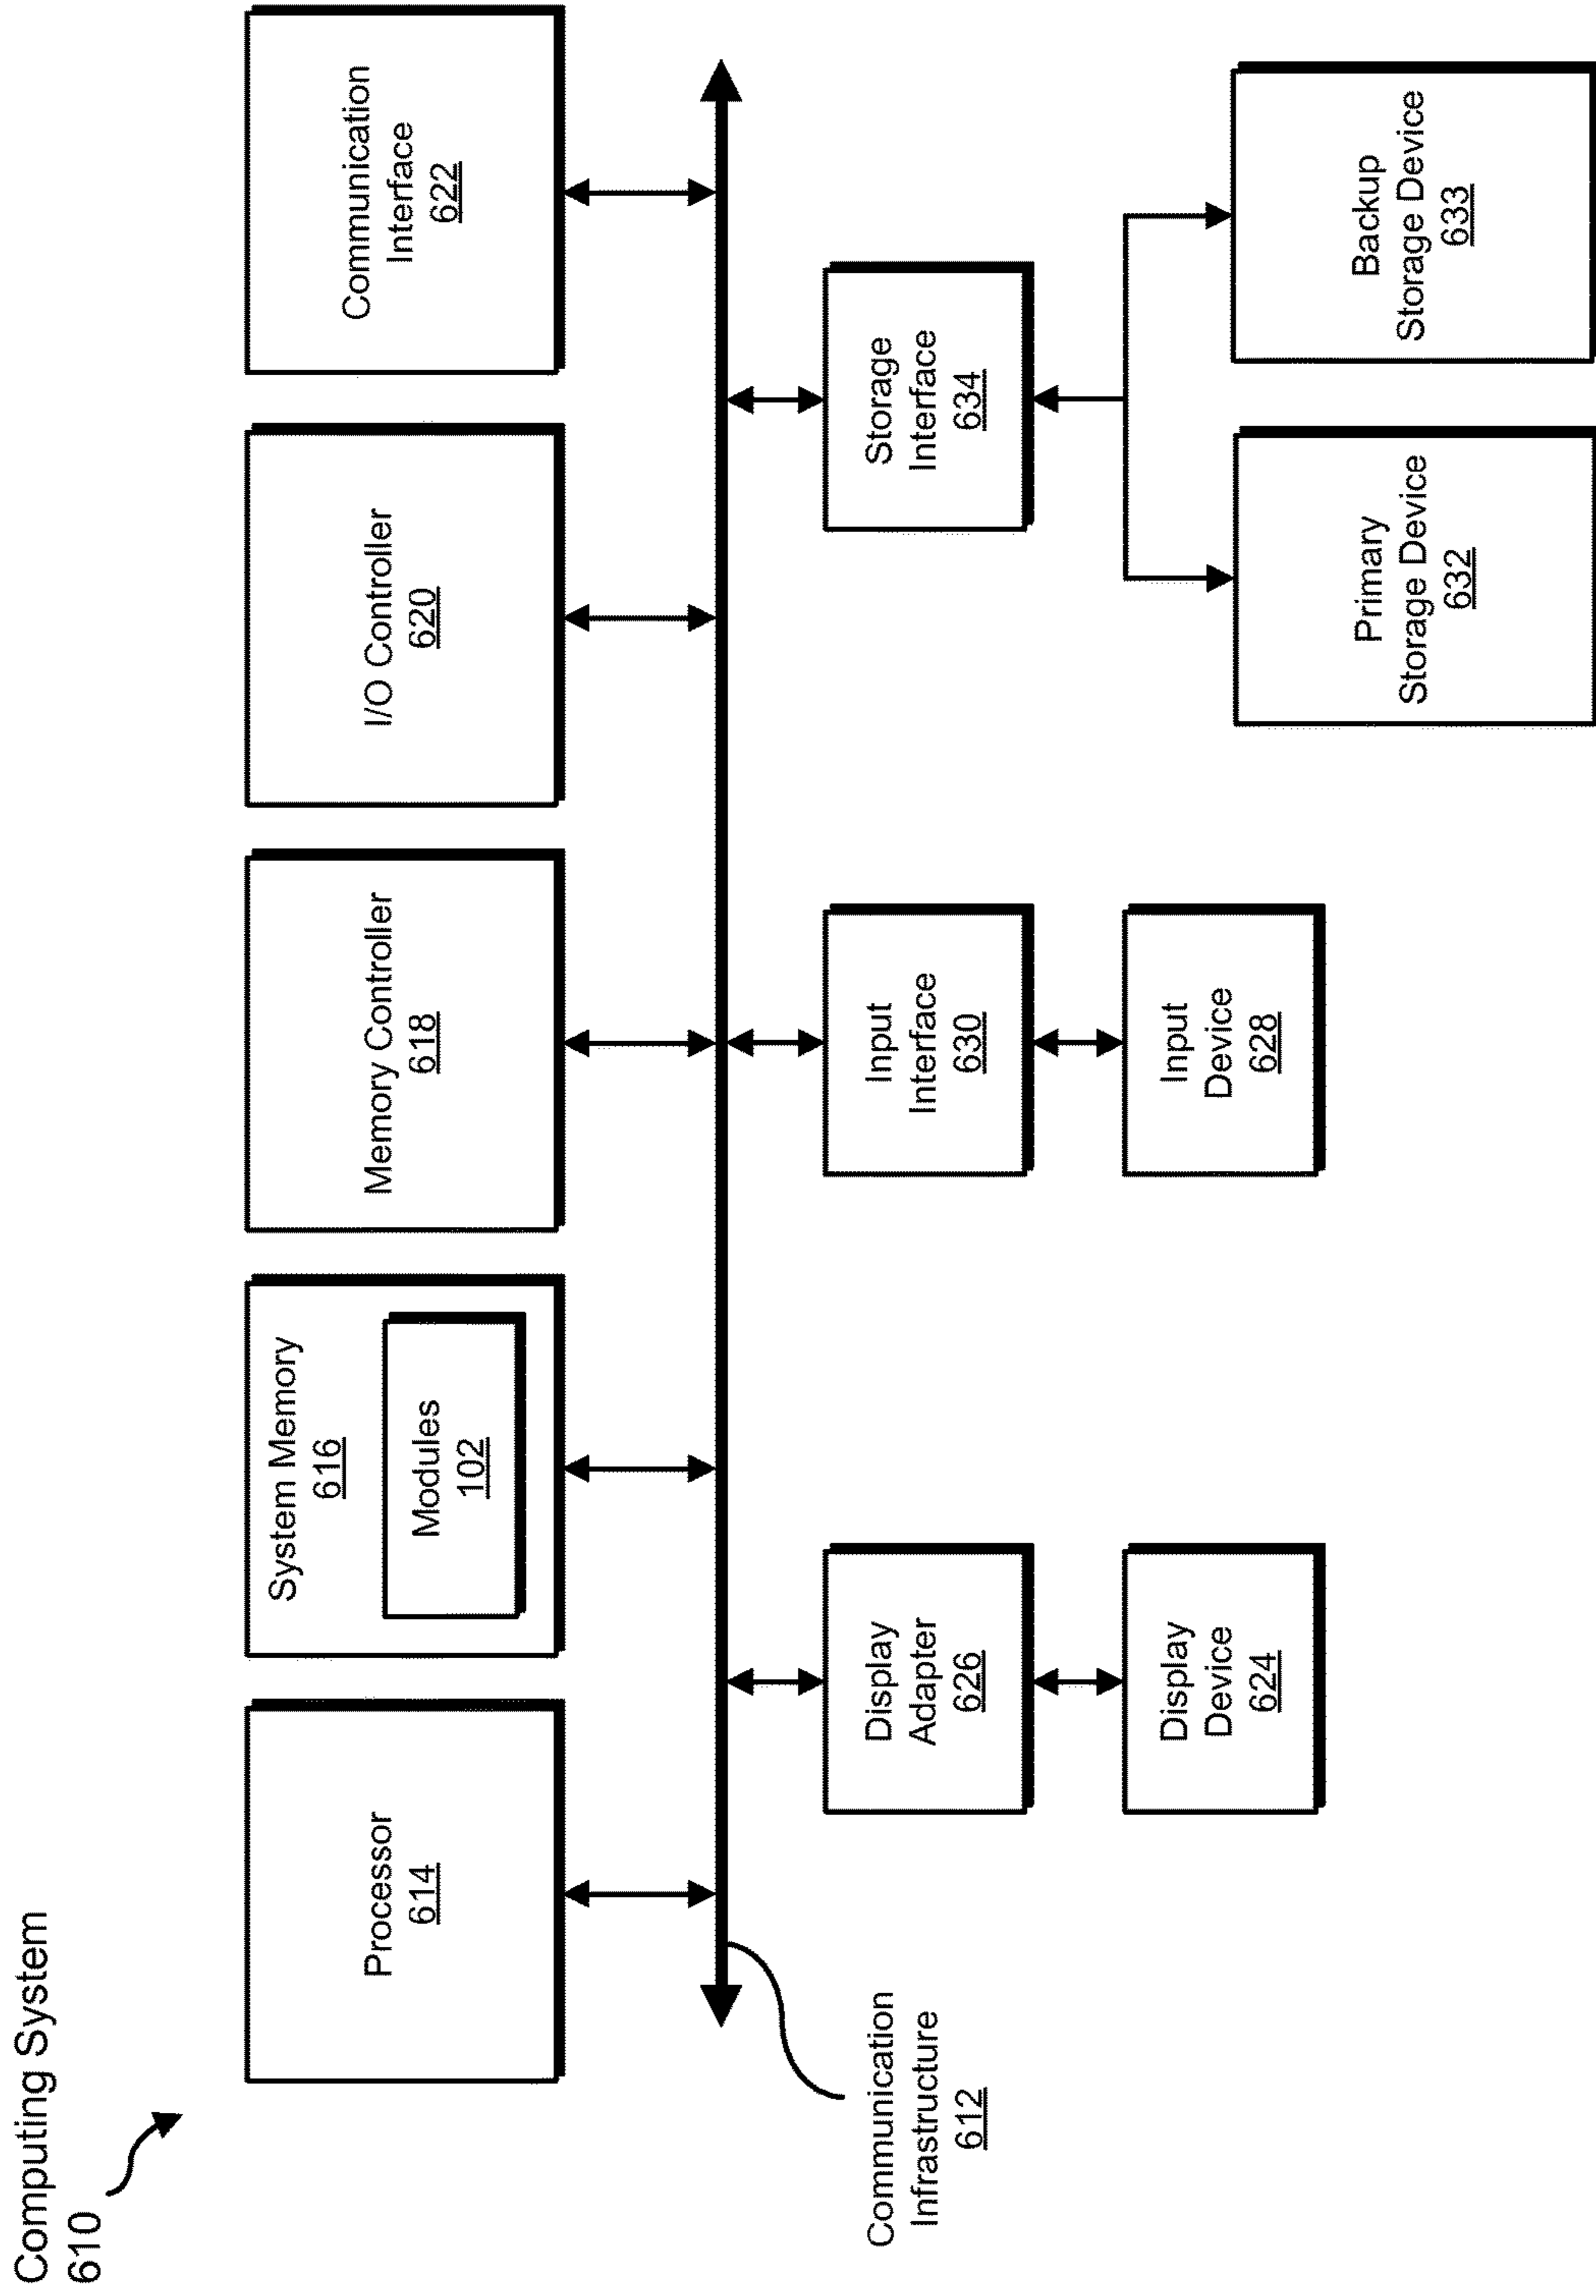 Computing System
610
Processor
614
System Memory
616
Modules
102
Memory Controller
618
I/O Controller
620
Communication
Interface
622
Communication
Infrastructure
612
Display
Adapter
626
Input
Interface
630
Storage
Interface
634
Display
Device
624
Input
Device
628
Primary
Storage Device
632
Backup
Storage Device
633